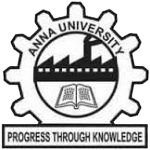 ANNA UNIVERSITY
PROGRESS THROUGH KNOWLEDGE